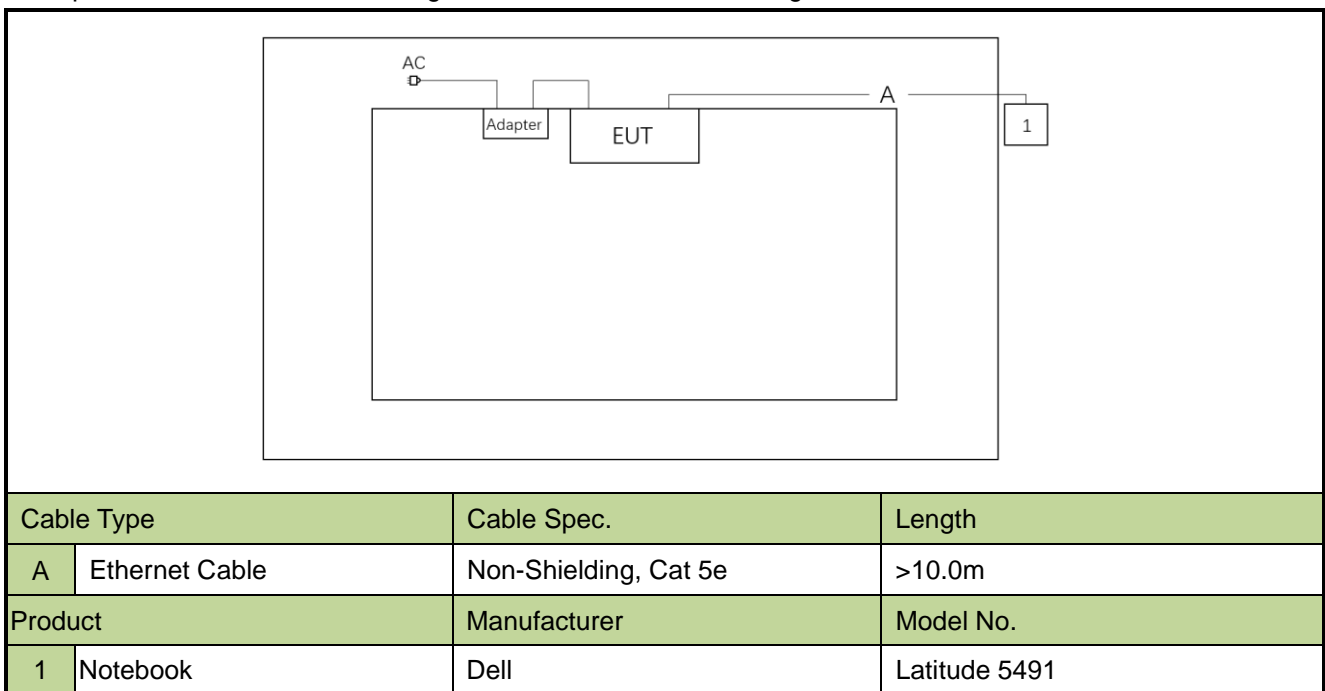 AC
A
Adapter
EUT
1
Cable Type Cable Spec. Length
A Ethernet Cable Non-Shielding, Cat 5e >10.0m
Product Manufacturer Model No.
1 Notebook Dell Latitude 5491